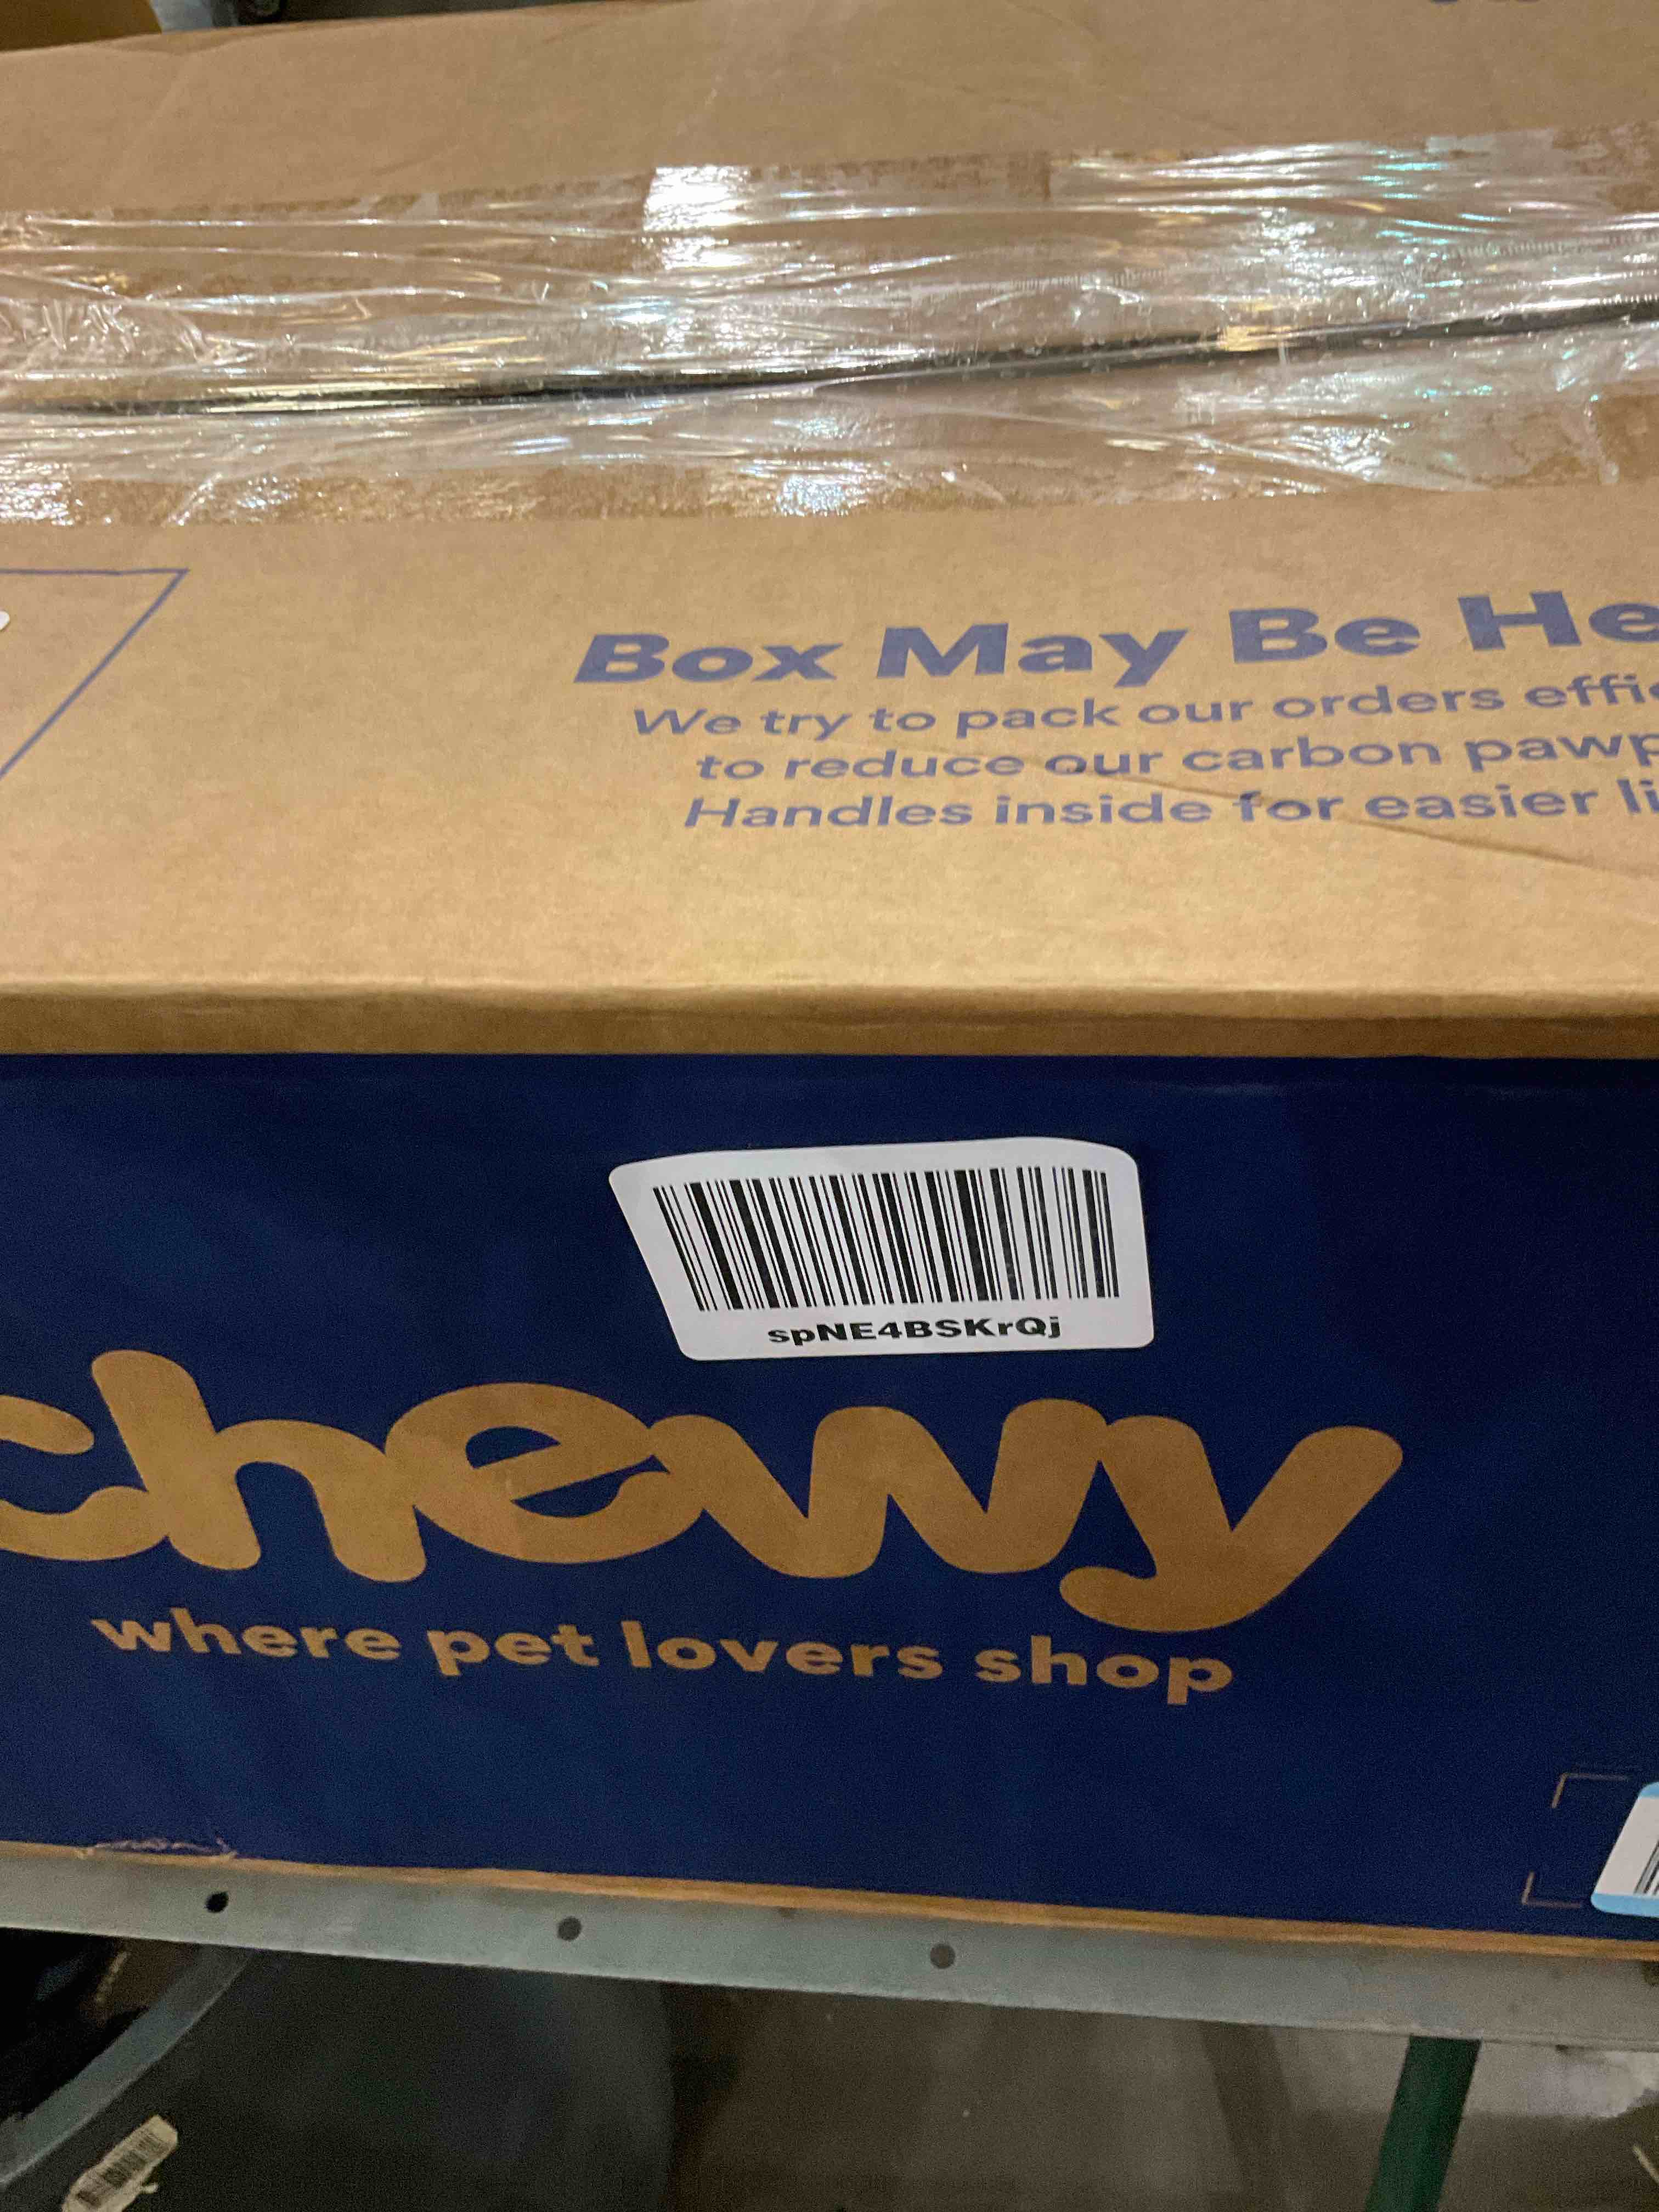 Box May Be He
We try to pack our orders effi
to reduce our carbon pawp
Handles inside for easier li
spNE4BSKrQj
chewy
where pet lovers shop